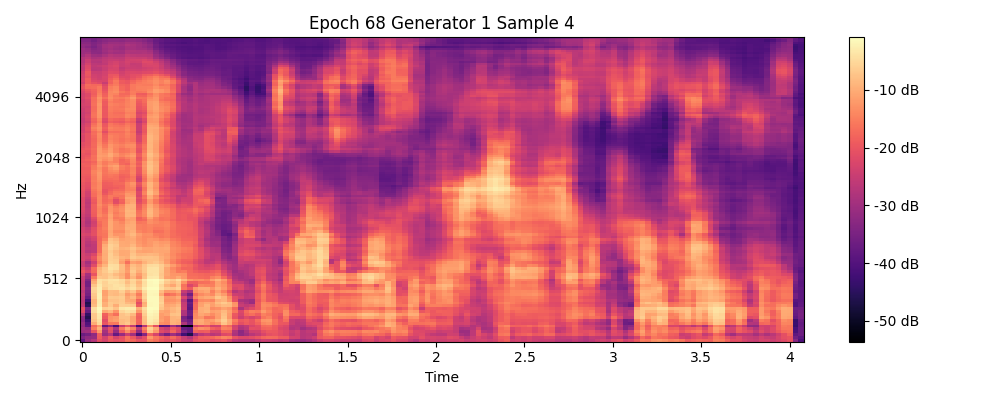 Epoch 68 Generator 1 Sample 4
Hz
4096
2048
1024
512
0
0 0.5 1 1.5 2 2.5 3 3.5 4
Time
-10 dB
-20 dB
-30 dB
-40 dB
-50 dB